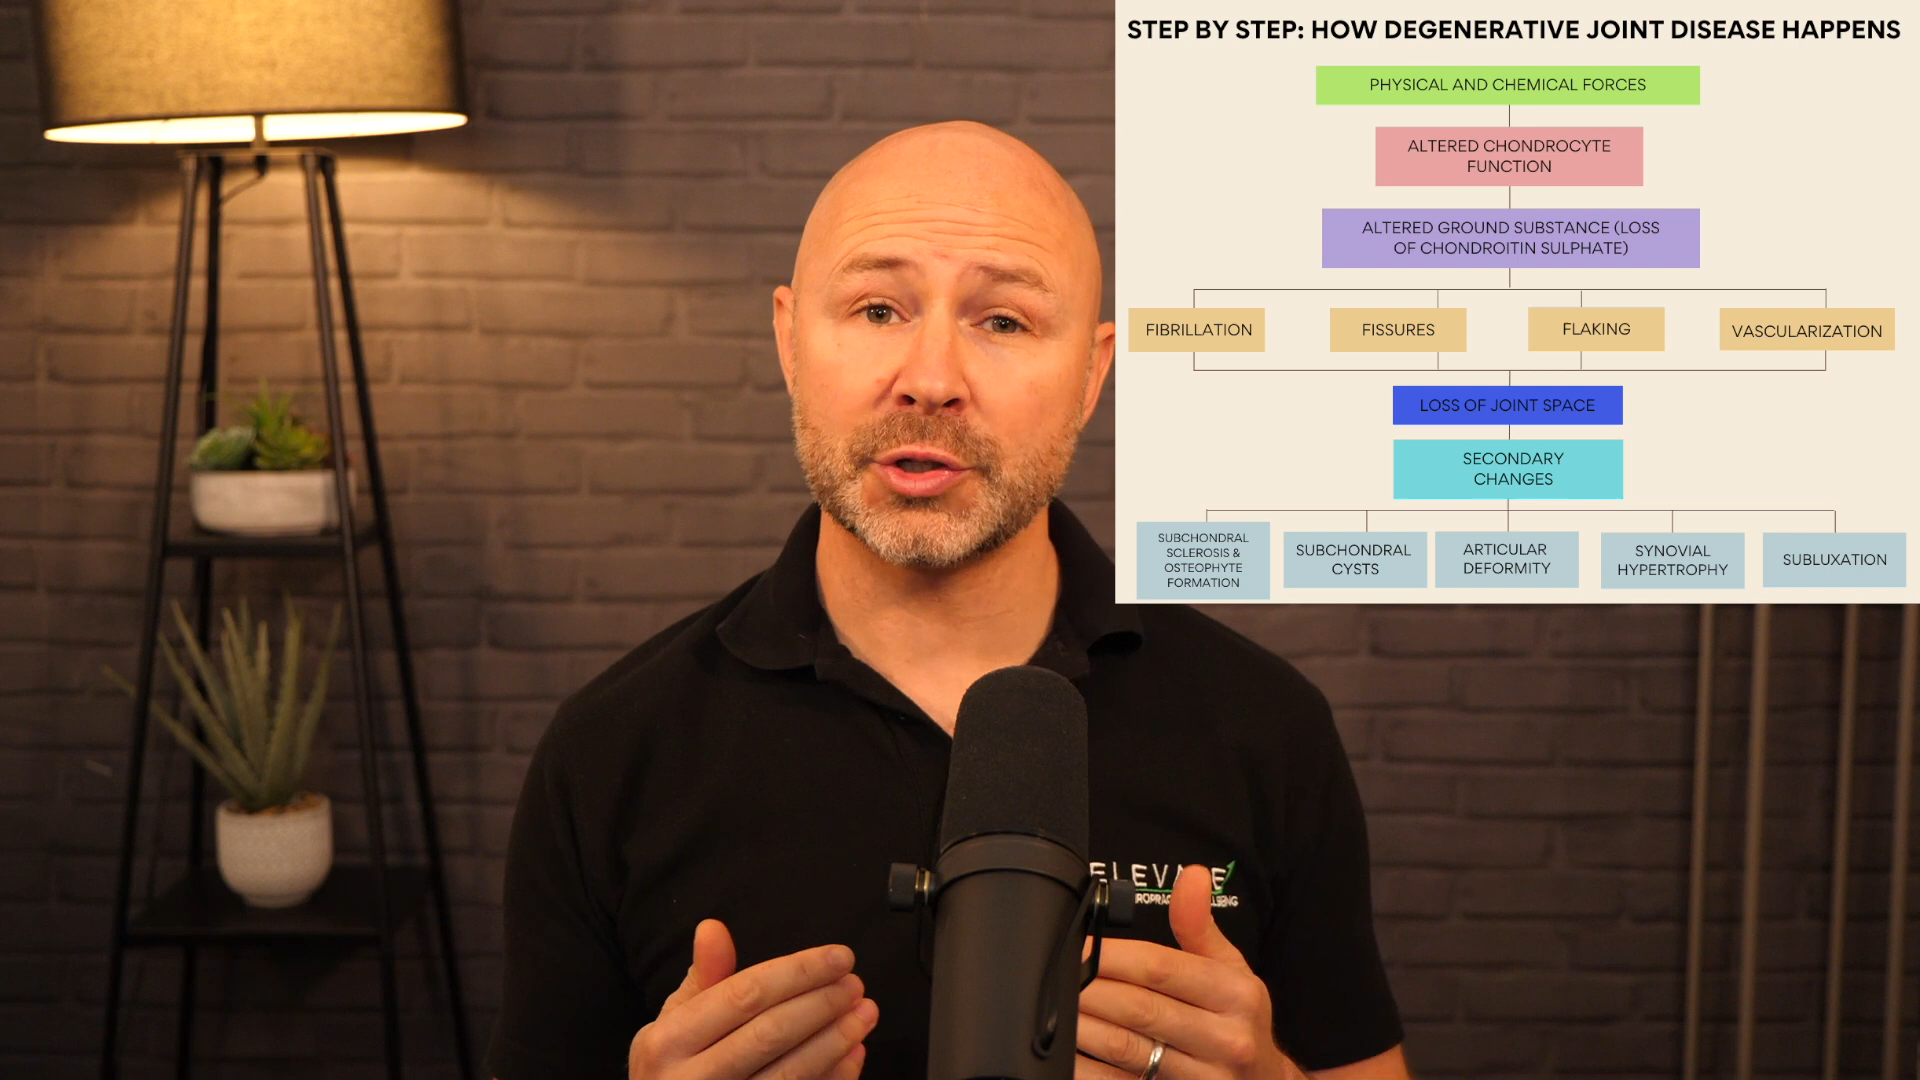 STEP BY STEP: HOW DEGENERATIVE JOINT DISEASE HAPPENS
PHYSICAL AND CHEMICAL FORCES
ALTERED CHONDROCYTE
FUNCTION
ALTERED GROUND SUBSTANCE (LOSS
OF CHONDROITIN SULPHATE)
FIBRILLATION
FISSURES
FLAKING
VASCULARIZATION
LOSS OF JOINT SPACE
SECONDARY
CHANGES
SUBCHONDRAL
SCLEROSIS &
OSTEOPHYTE
FORMATION
SUBCHONDRAL
CYSTS
ARTICULAR
DEFORMITY
SYNOVIAL
HYPERTROPHY
SUBLUXATION